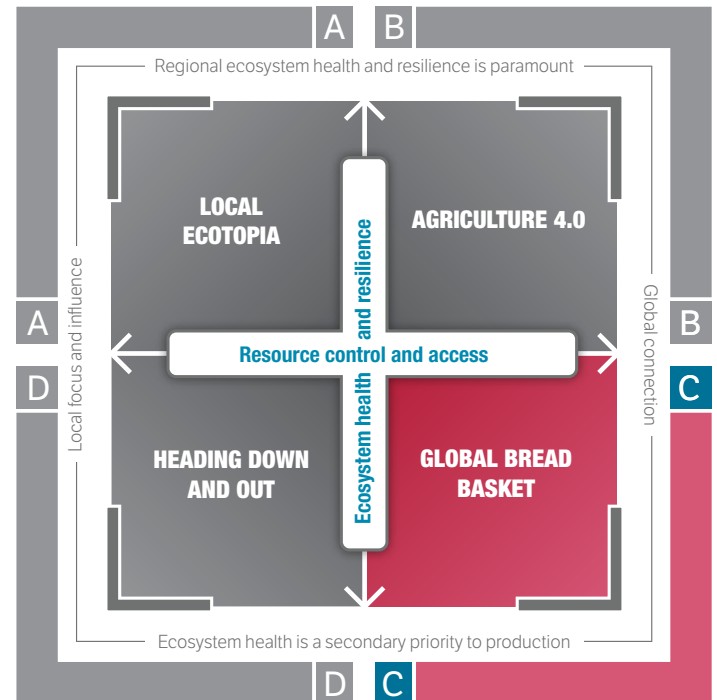 A B
Regional ecosystem health and resilience is paramount
LOCAL
ECOTOPIA
AGRICULTURE 4.0
Local focus and influence
Global connection
A
B
Resource control and access
Ecosystem health and resilience
D
C
HEADING DOWN
AND OUT
GLOBAL BREAD
BASKET
Ecosystem health is a secondary priority to production
D C